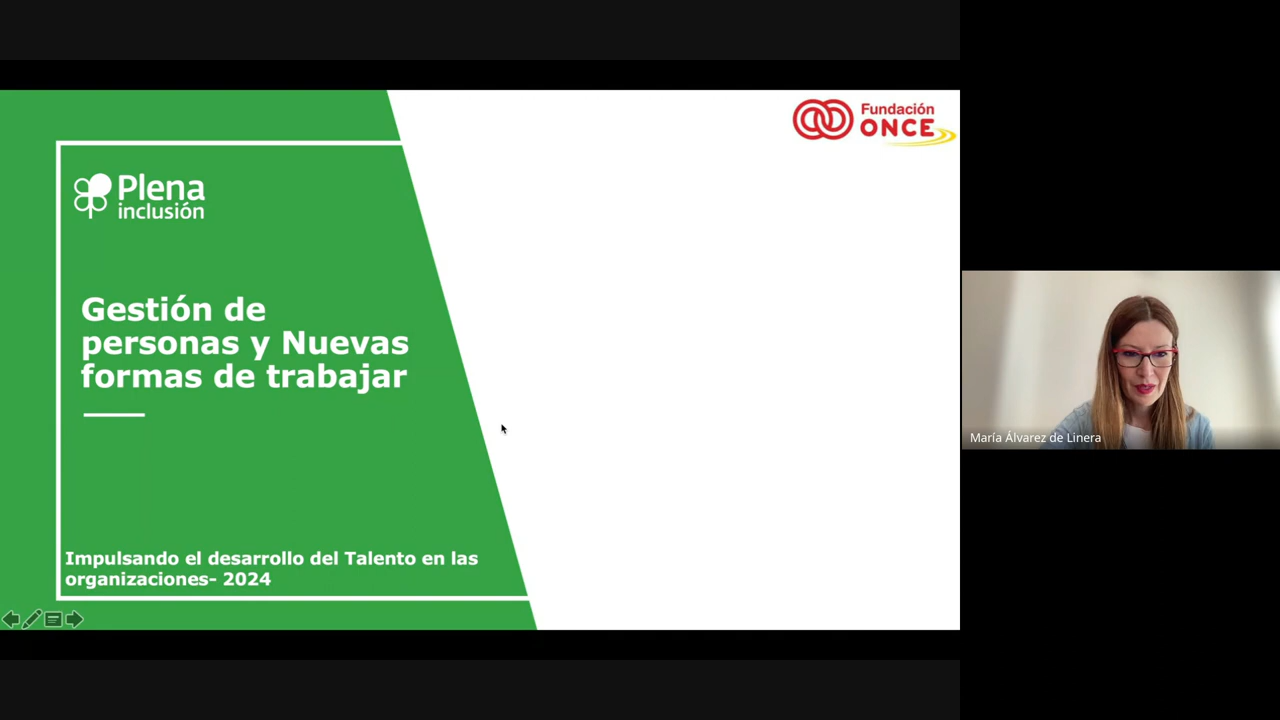 Fundación
ONCE
Plena
inclusión
Gestión de
personas y Nuevas
formas de trabajar
Impulsando el desarrollo del Talento en las
organizaciones- 2024
María Álvarez de Linera